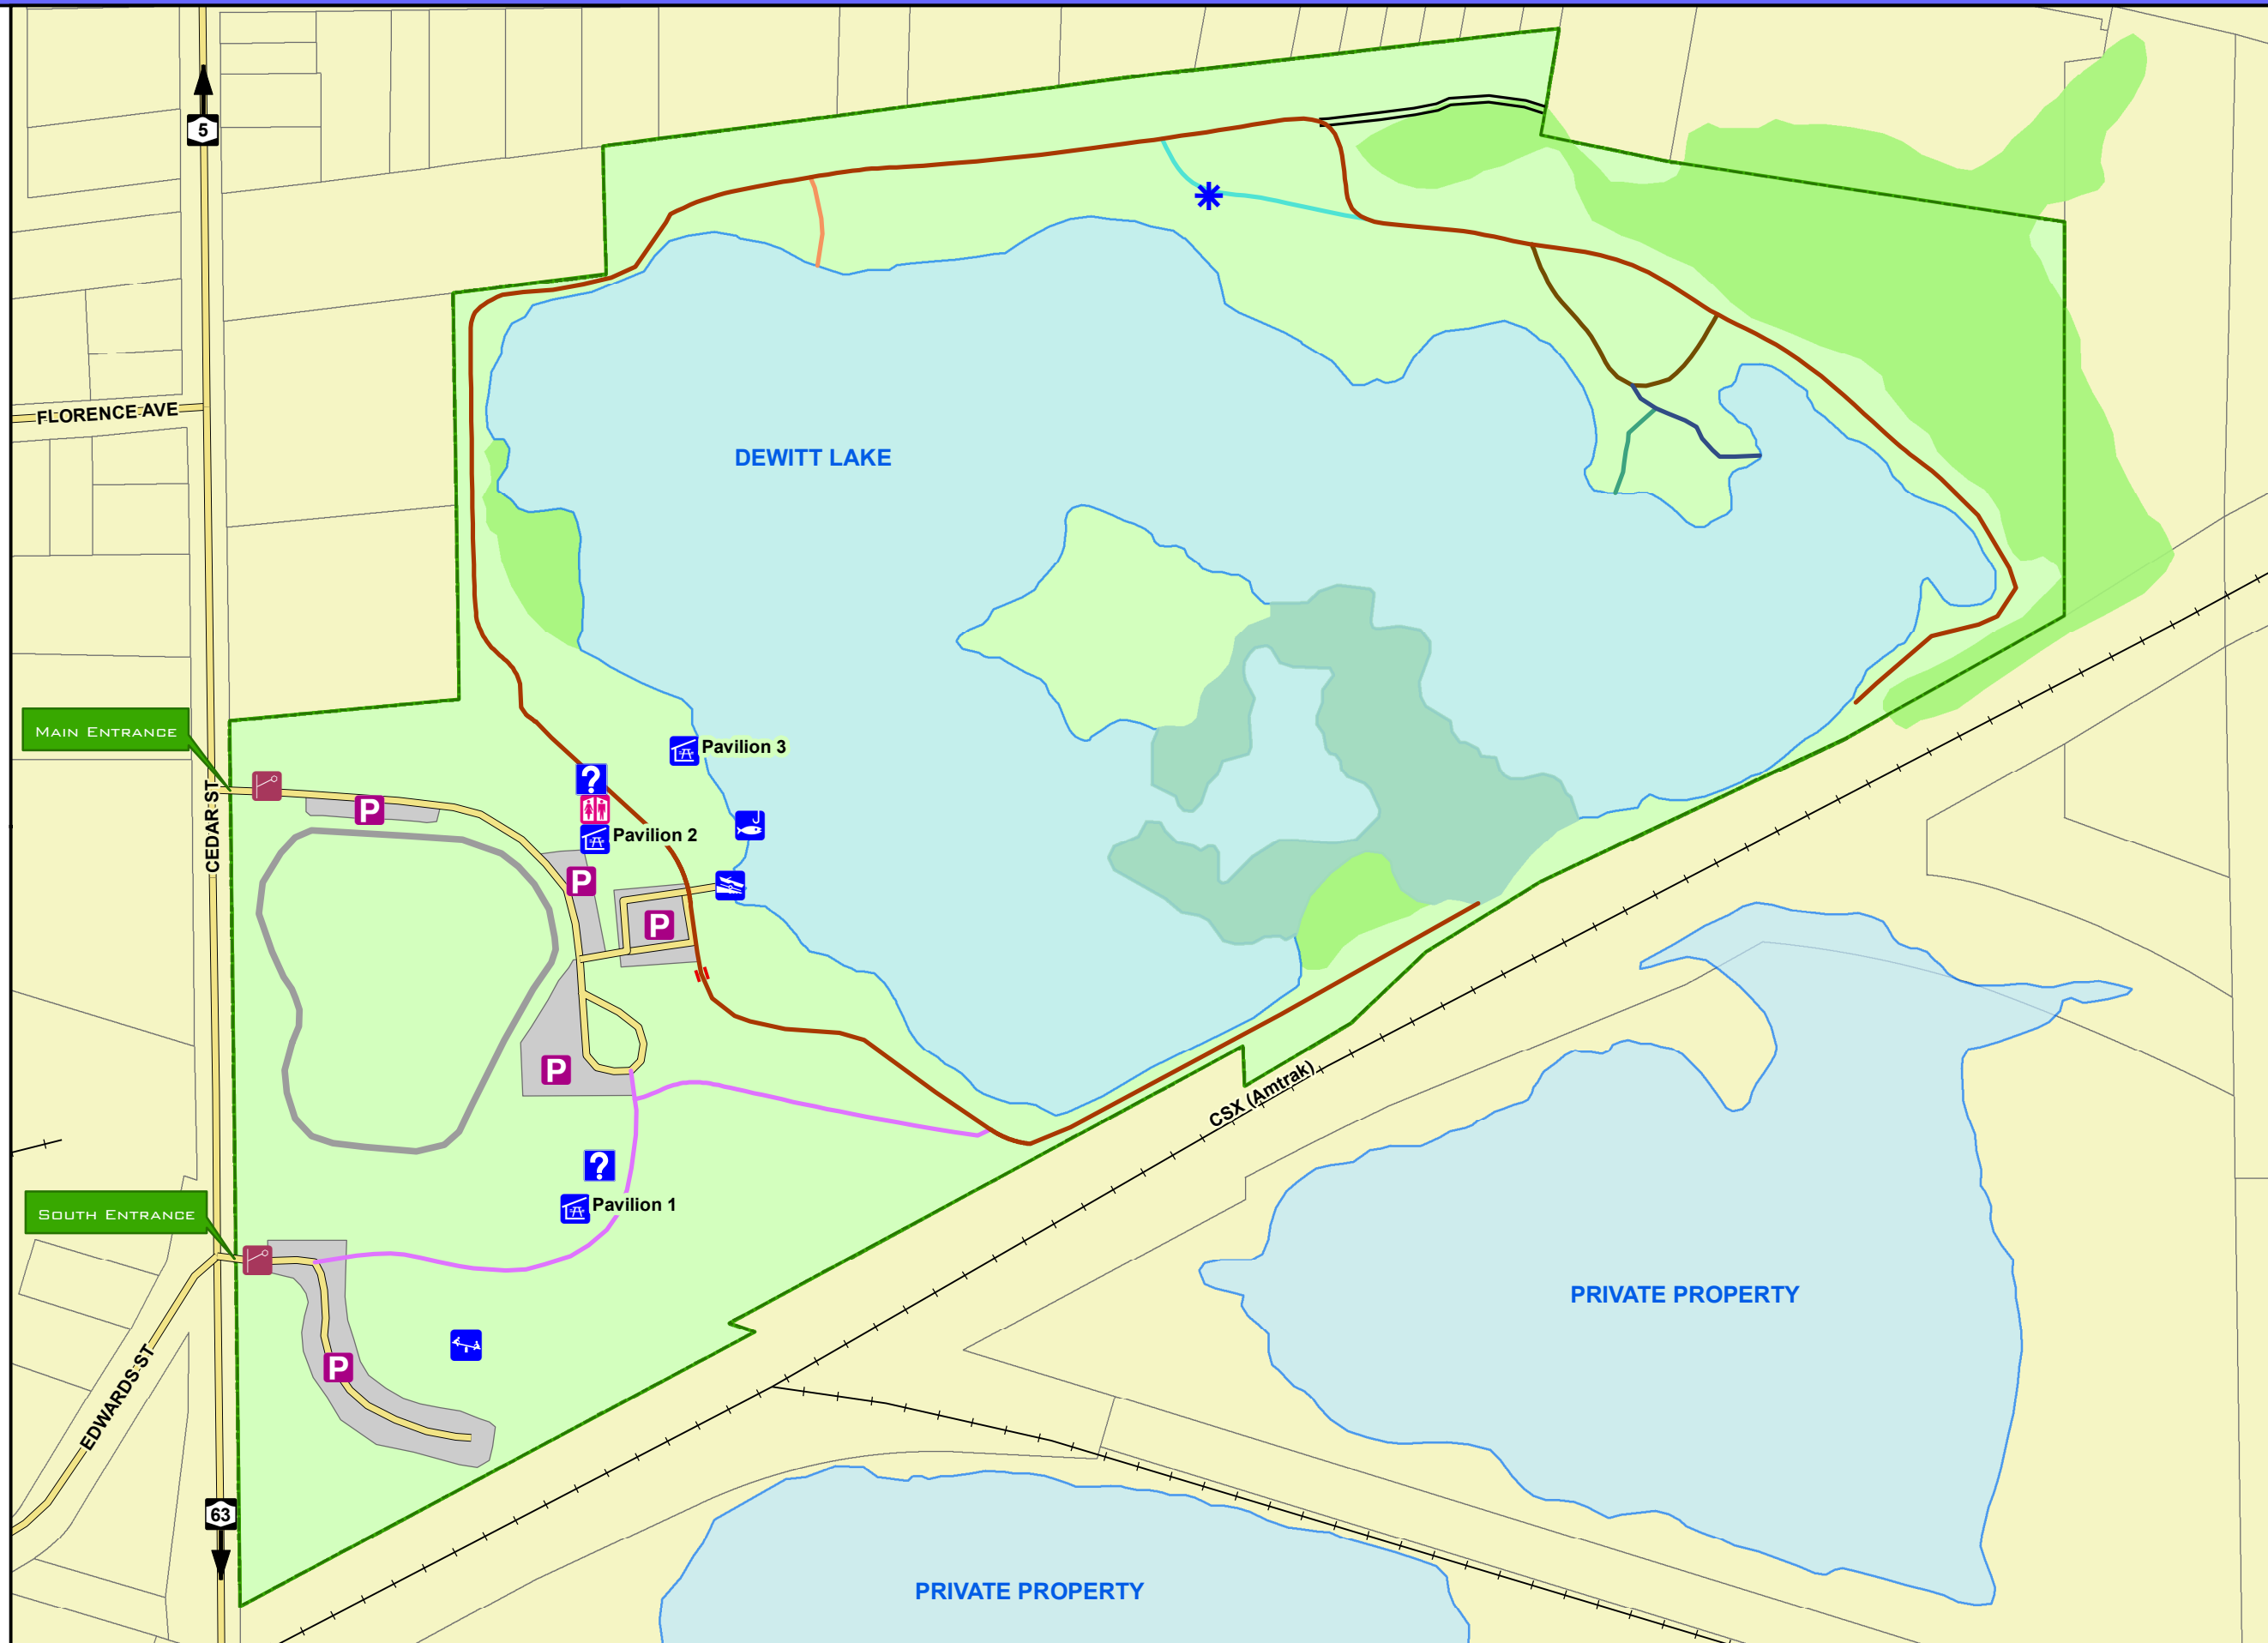 5
FLORENCE AVE
DEWITT LAKE
MAIN ENTRANCE
CEDAR ST
Pavilion 3
?
P
Pavilion 2
P
P
P
CSX (Amtrak)
?
Pavilion 1
SOUTH ENTRANCE
P
EDWARDS ST
PRIVATE PROPERTY
63
PRIVATE PROPERTY